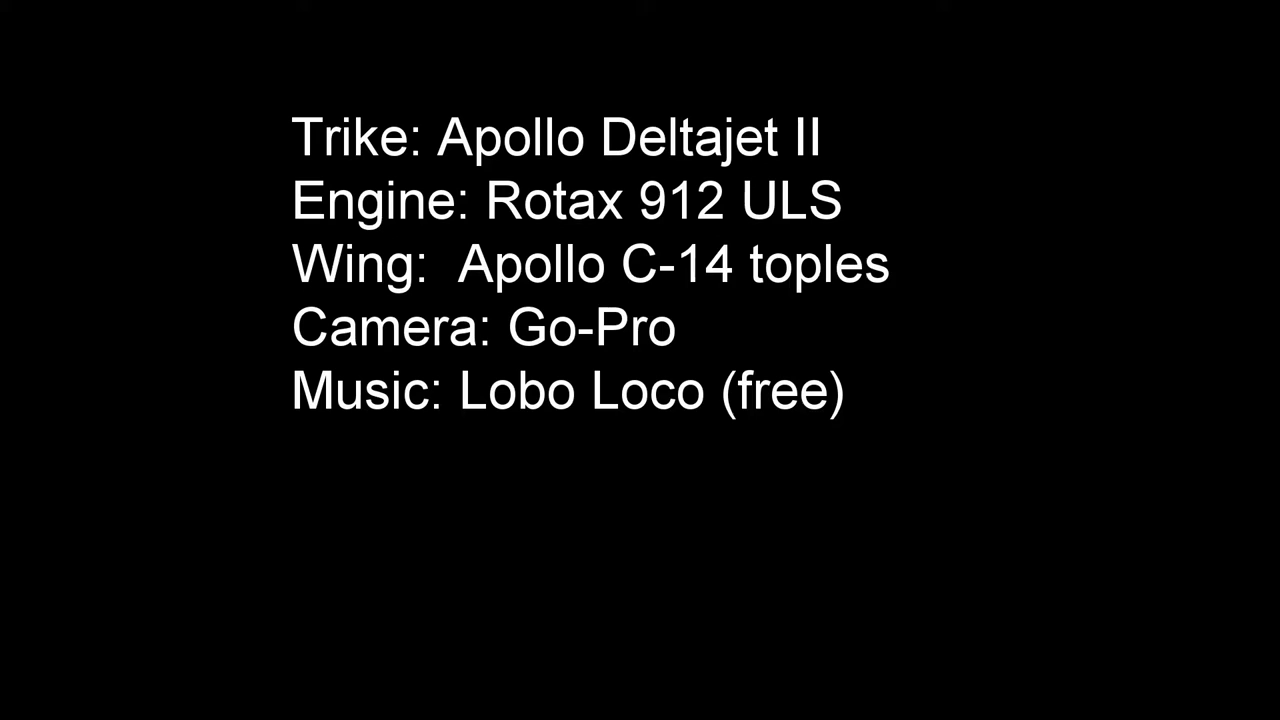 Trike: Apollo Deltajet II
Engine: Rotax 912 ULS
Wing:  Apollo C-14 toples
Camera: Go-Pro
Music: Lobo Loco (free)